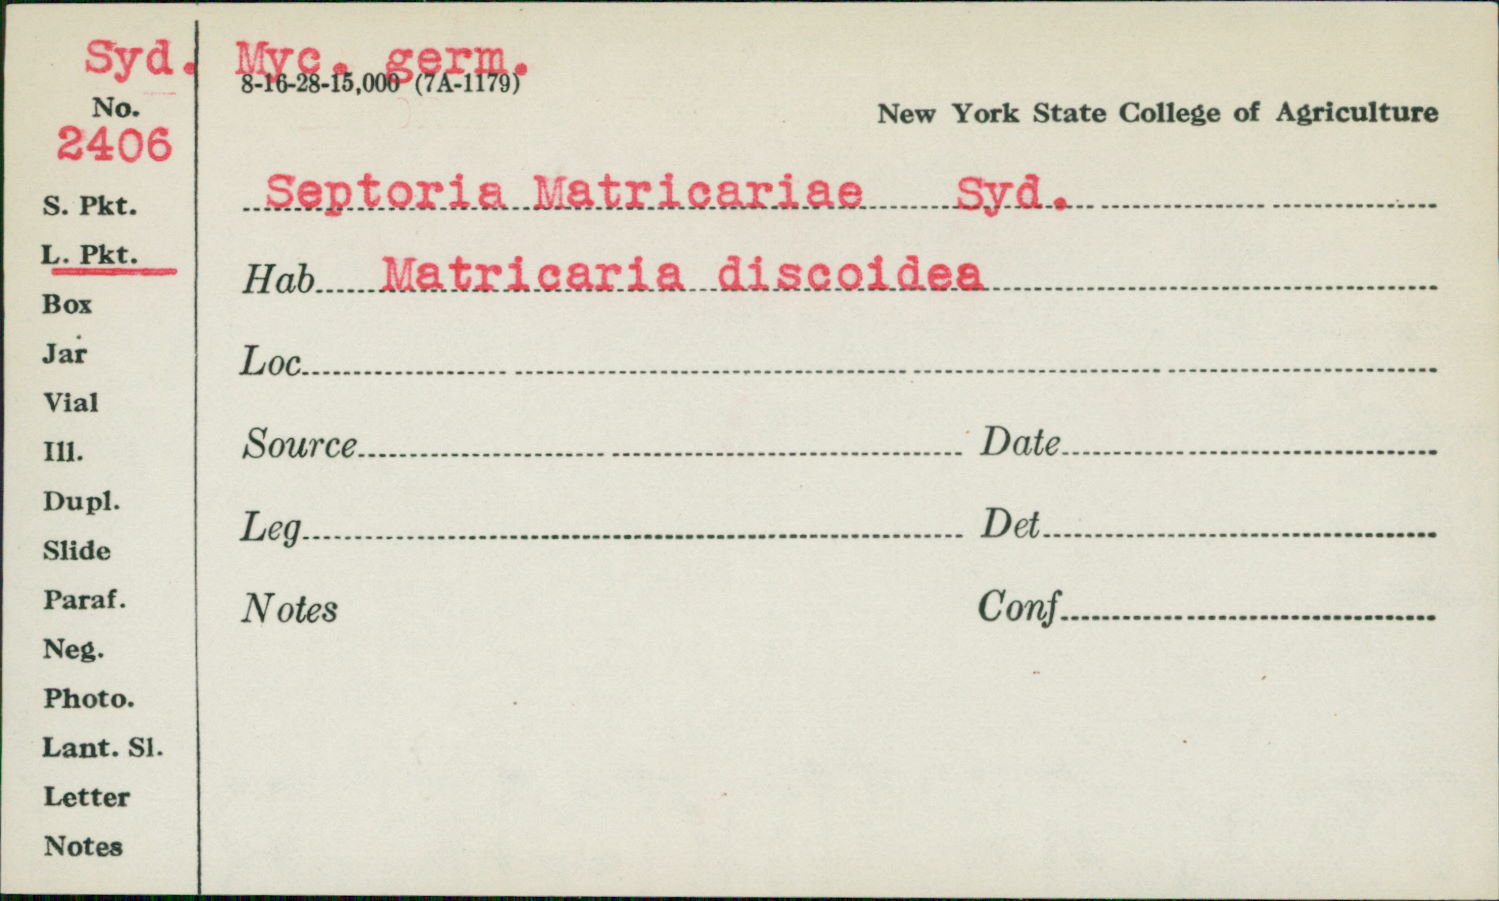 Syd. Myc. germ.
8-16-28-15,000 (7A-1179)
No.
2406
New York State College of Agriculture
Septoria Matricariae Syd.
Hab. Matricaria discoidea
Loc.
Source Date
Leg. Det.
Notes Conf.
S. Pkt.
L. Pkt.
Box
Jar
Vial
Ill.
Dupl.
Slide
Paraf.
Neg.
Photo.
Lant. Sl.
Letter
Notes